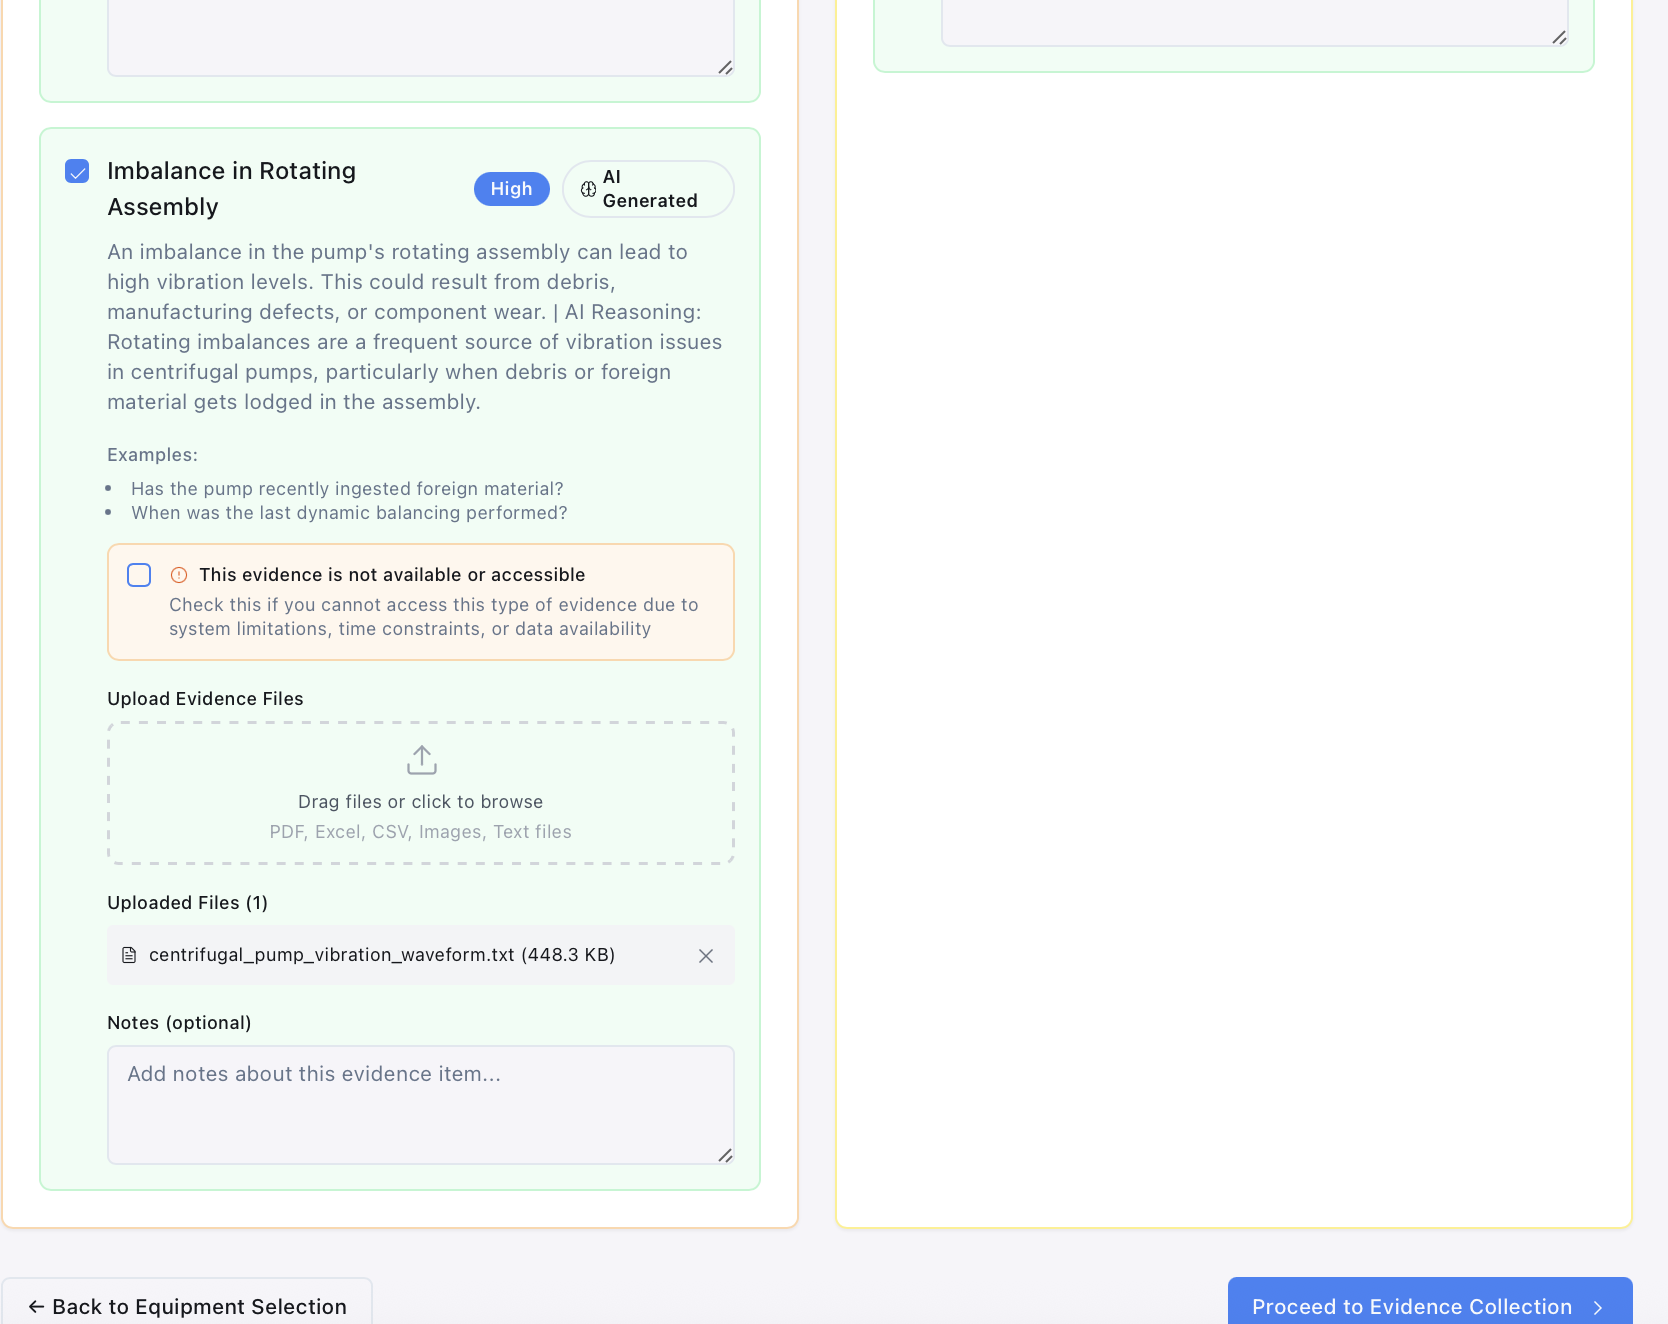 Imbalance in Rotating
Assembly
High
AI
Generated
An imbalance in the pump's rotating assembly can lead to
high vibration levels. This could result from debris,
manufacturing defects, or component wear. | AI Reasoning:
Rotating imbalances are a frequent source of vibration issues
in centrifugal pumps, particularly when debris or foreign
material gets lodged in the assembly.
Examples:
• Has the pump recently ingested foreign material?
• When was the last dynamic balancing performed?
This evidence is not available or accessible
Check this if you cannot access this type of evidence due to
system limitations, time constraints, or data availability
Upload Evidence Files
Drag files or click to browse
PDF, Excel, CSV, Images, Text files
Uploaded Files (1)
centrifugal_pump_vibration_waveform.txt (448.3 KB)
Notes (optional)
Add notes about this evidence item...
← Back to Equipment Selection
Proceed to Evidence Collection >